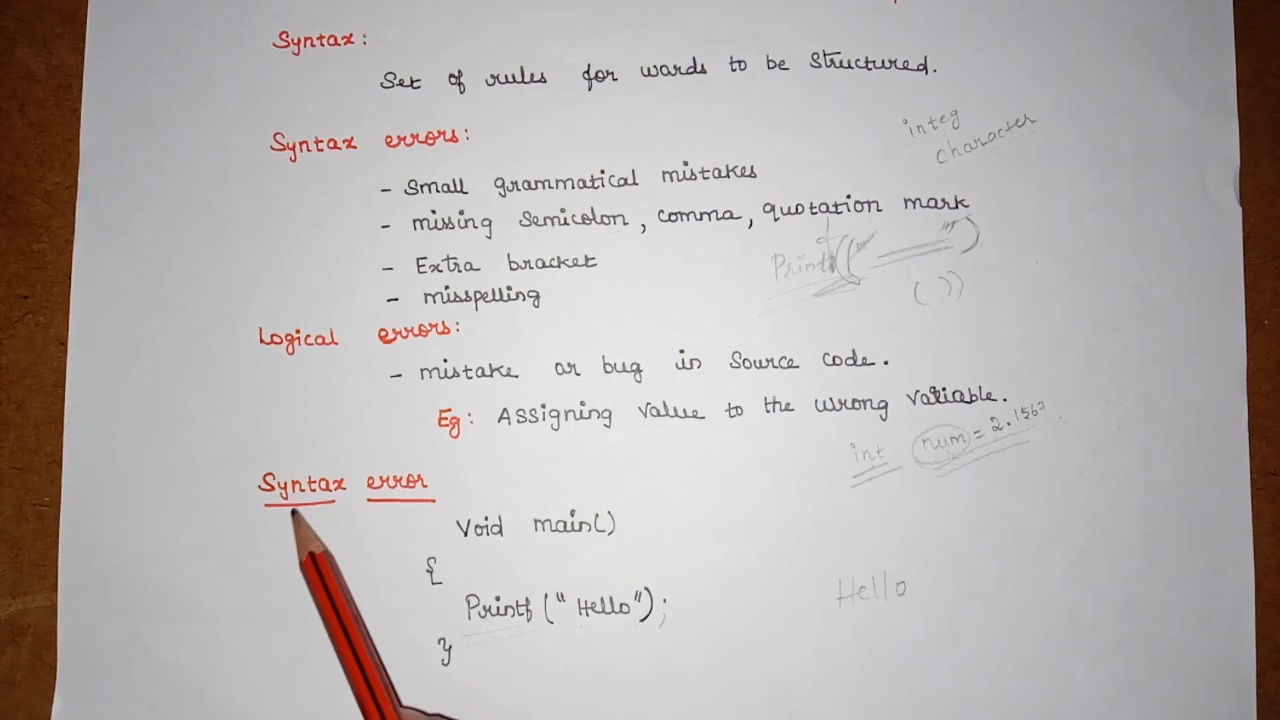 Syntax:
Set of rules for wards to be structured.
Syntax errors:
integ
character
- Small grammatical mistakes
- missing semicolon, comma, quotation mark
- Extra bracket
Printf(" ")
( ))
- misspelling
Logical errors:
- mistake or bug in Source code.
Eg: Assigning value to the wrong variable.
int num = 2.1567
Syntax error
Void main()
{
Printf (" Hello");
Hello
}